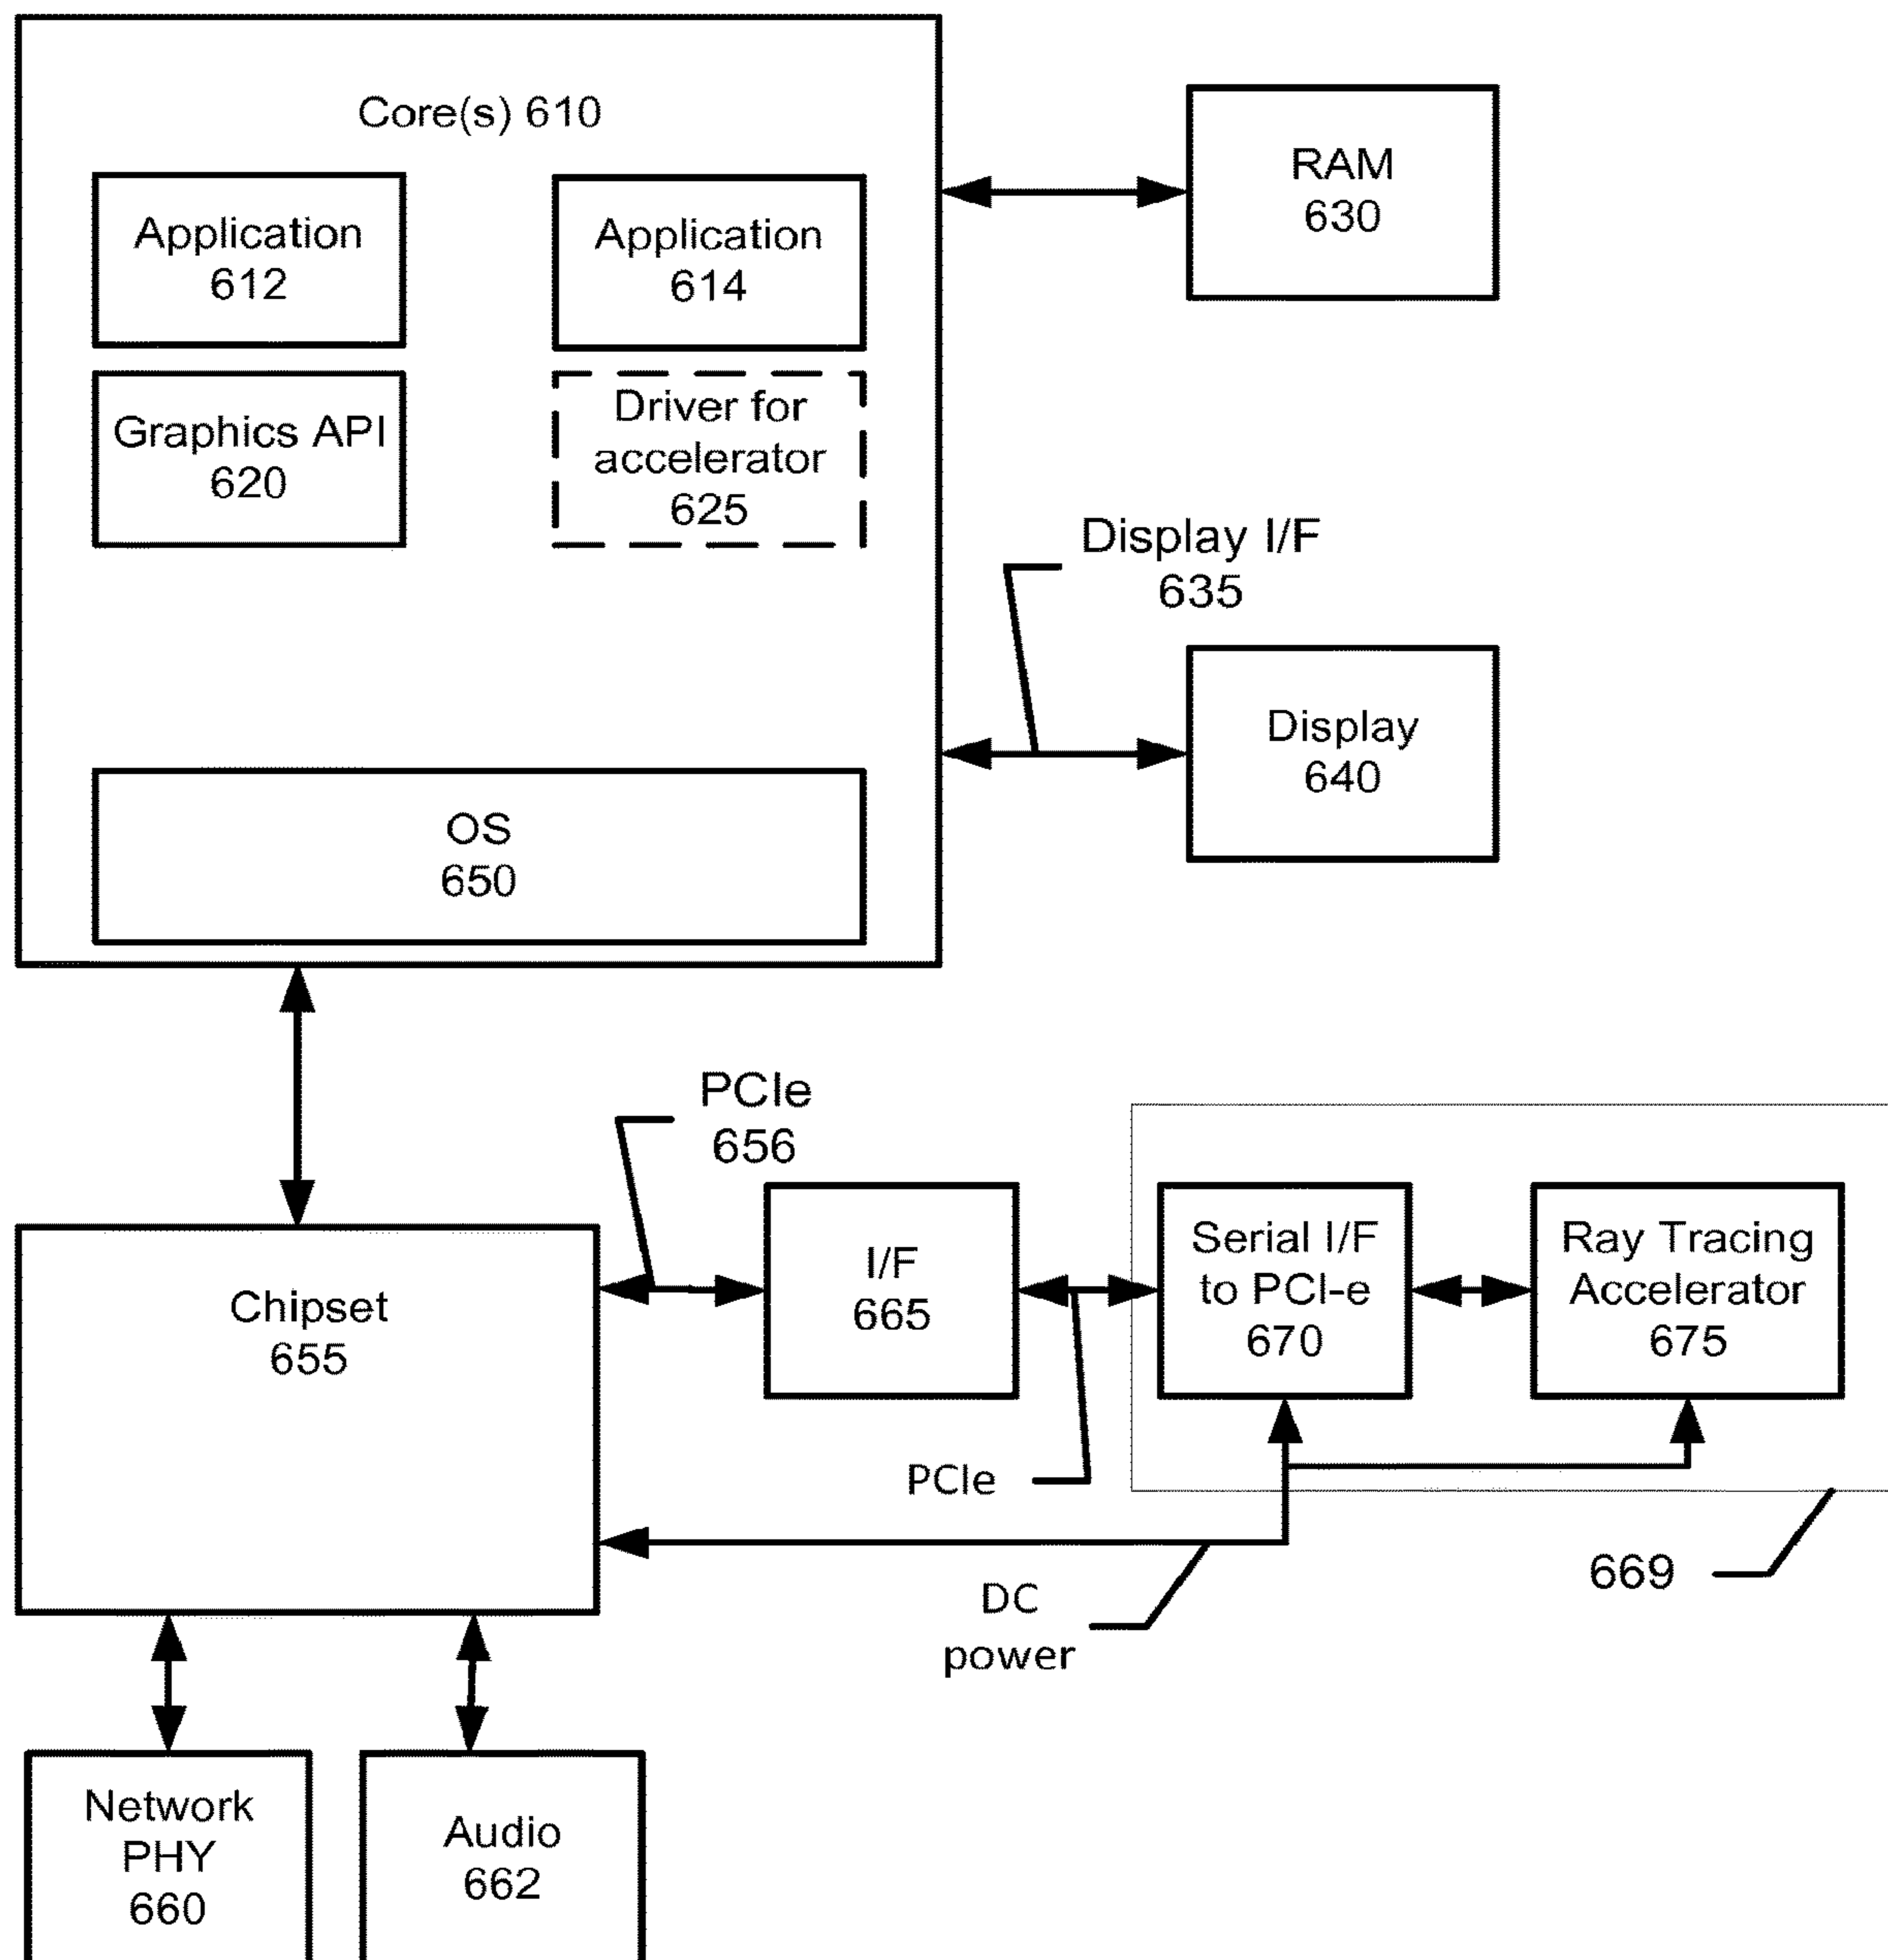 Core(s) 610
Application
612
Application
614
RAM
630
Graphics API
620
Driver for
accelerator
625
Display I/F
635
Display
640
OS
650
PCIe
656
Chipset
655
I/F
665
Serial I/F
to PCI-e
670
Ray Tracing
Accelerator
675
PCIe
669
DC
power
Network
PHY
660
Audio
662